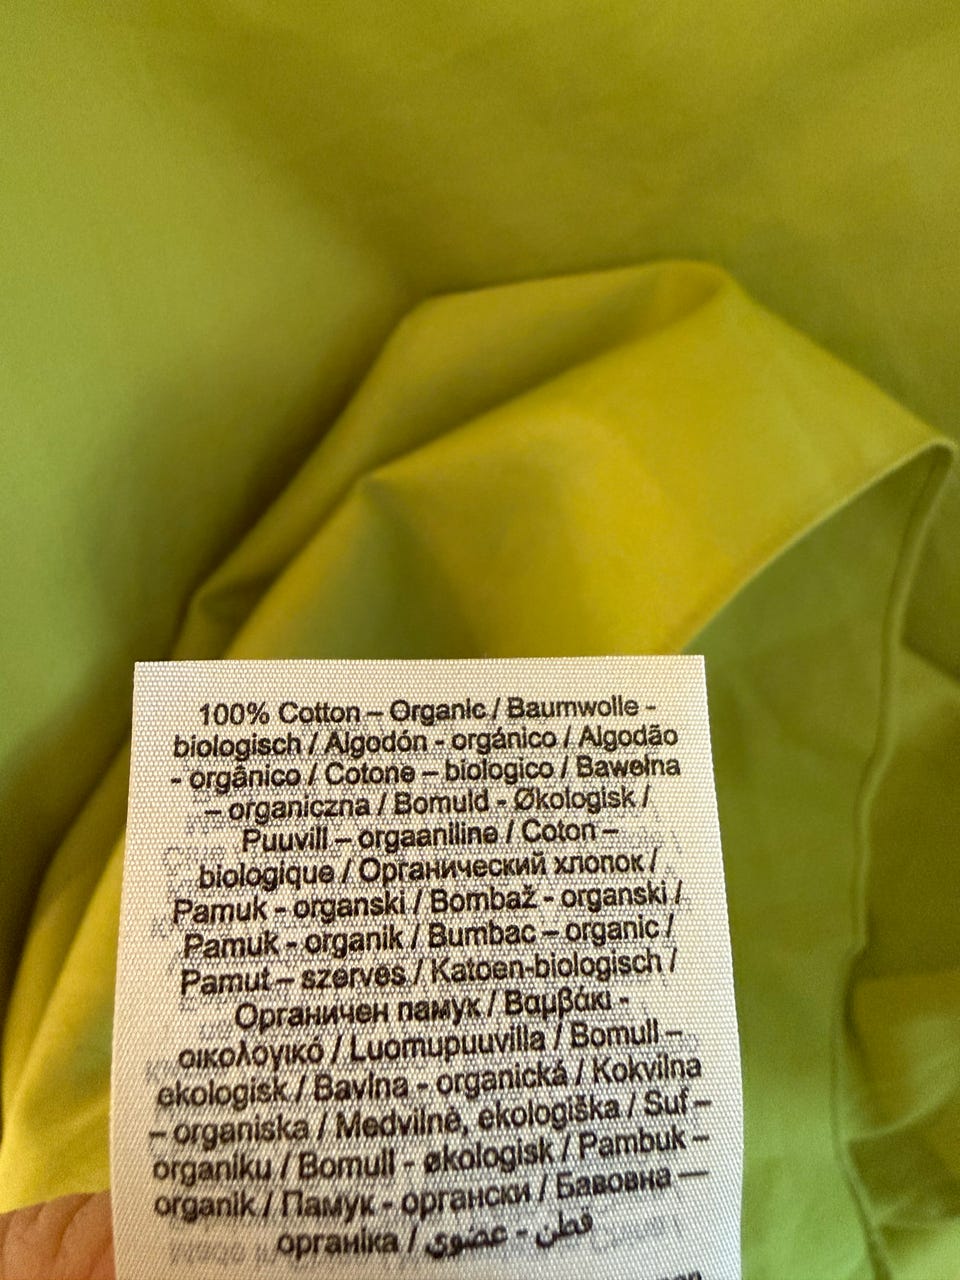 100% Cotton – Organic / Baumwolle -
biologisch / Algodón - orgánico / Algodão
- orgânico / Cotone – biologico / Bawełna
– organiczna / Bomuld - Økologisk /
Puuvill – orgaaniline / Coton –
biologique / Органический хлопок /
Pamuk - organski / Bombaž - organski /
Pamuk - organik / Bumbac – organic /
Pamut – szerves / Katoen-biologisch /
Органичен памук / Βαμβάκι -
οικολογικό / Luomupuuvilla / Bomull –
ekologisk / Bavlna - organická / Kokvilna
– organiska / Medvilnė, ekologiška / Suf –
organiku / Bomull - økologisk / Pambuk –
organik / Памук - органски / Бавовна —
органіка / قطن - عضوي